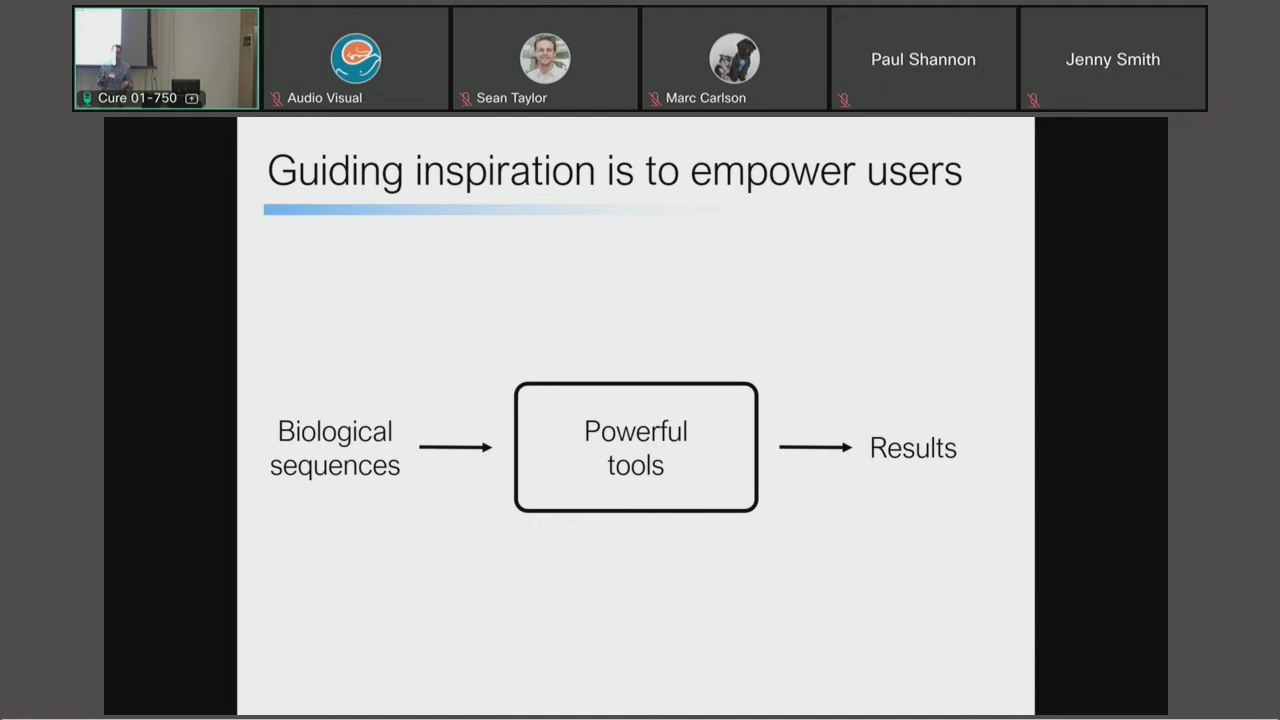 Cure 01-750
Audio Visual
Sean Taylor
Marc Carlson
Paul Shannon
Jenny Smith
Guiding inspiration is to empower users
Biological
sequences
Powerful
tools
Results